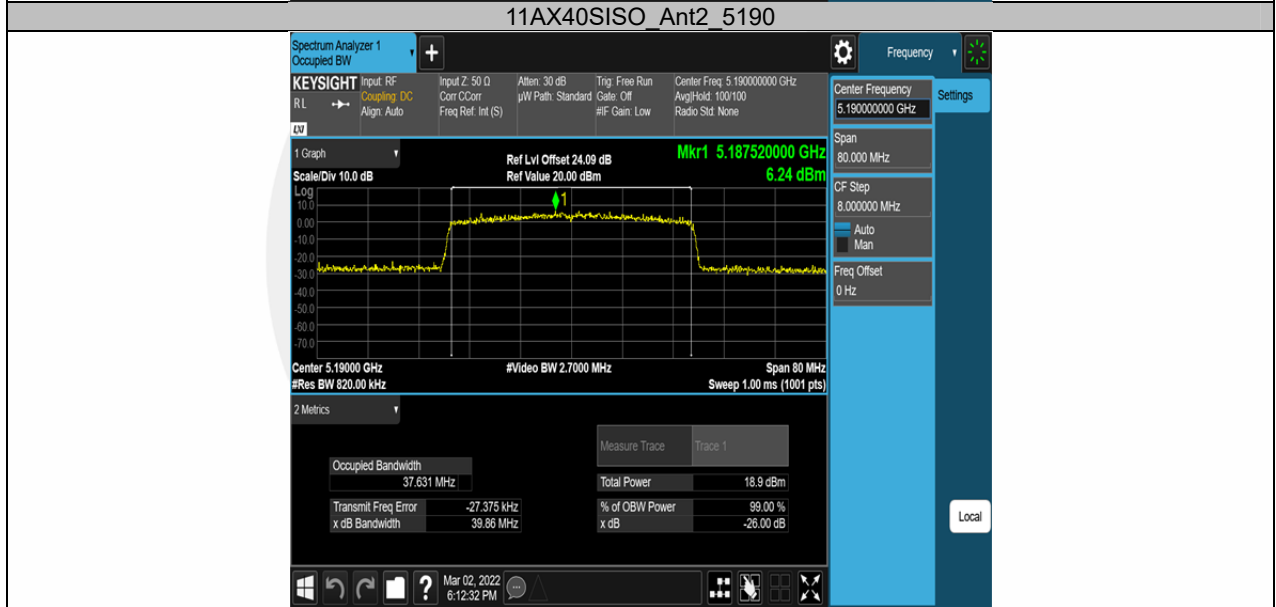 11AX40SISO_Ant2_5190
Spectrum Analyzer 1
Occupied BW
Frequency
KEYSIGHT
RL
LXI
Input: RF
Coupling: DC
Align: Auto
Input Z: 50 Ω
Corr CCorr
Freq Ref: Int (S)
Atten: 30 dB
µW Path: Standard
Trig: Free Run
Gate: Off
#IF Gain: Low
Center Freq: 5.190000000 GHz
Avg|Hold: 100/100
Radio Std: None
Center Frequency
5.190000000 GHz
Settings
Span
80.000 MHz
CF Step
8.000000 MHz
Auto
Man
Freq Offset
0 Hz
1 Graph
Scale/Div 10.0 dB
Ref Lvl Offset 24.09 dB
Ref Value 20.00 dBm
Mkr1 5.187520000 GHz
6.24 dBm
Log
10.0
0.00
-10.0
-20.0
-30.0
-40.0
-50.0
-60.0
-70.0
1
Center 5.19000 GHz
#Res BW 820.00 kHz
#Video BW 2.7000 MHz
Span 80 MHz
Sweep 1.00 ms (1001 pts)
2 Metrics
Measure Trace Trace 1
Occupied Bandwidth
37.631 MHz
Total Power 18.9 dBm
Transmit Freq Error -27.375 kHz
% of OBW Power 99.00 %
x dB Bandwidth 39.86 MHz
x dB -26.00 dB
Local
?
Mar 02, 2022
6:12:32 PM